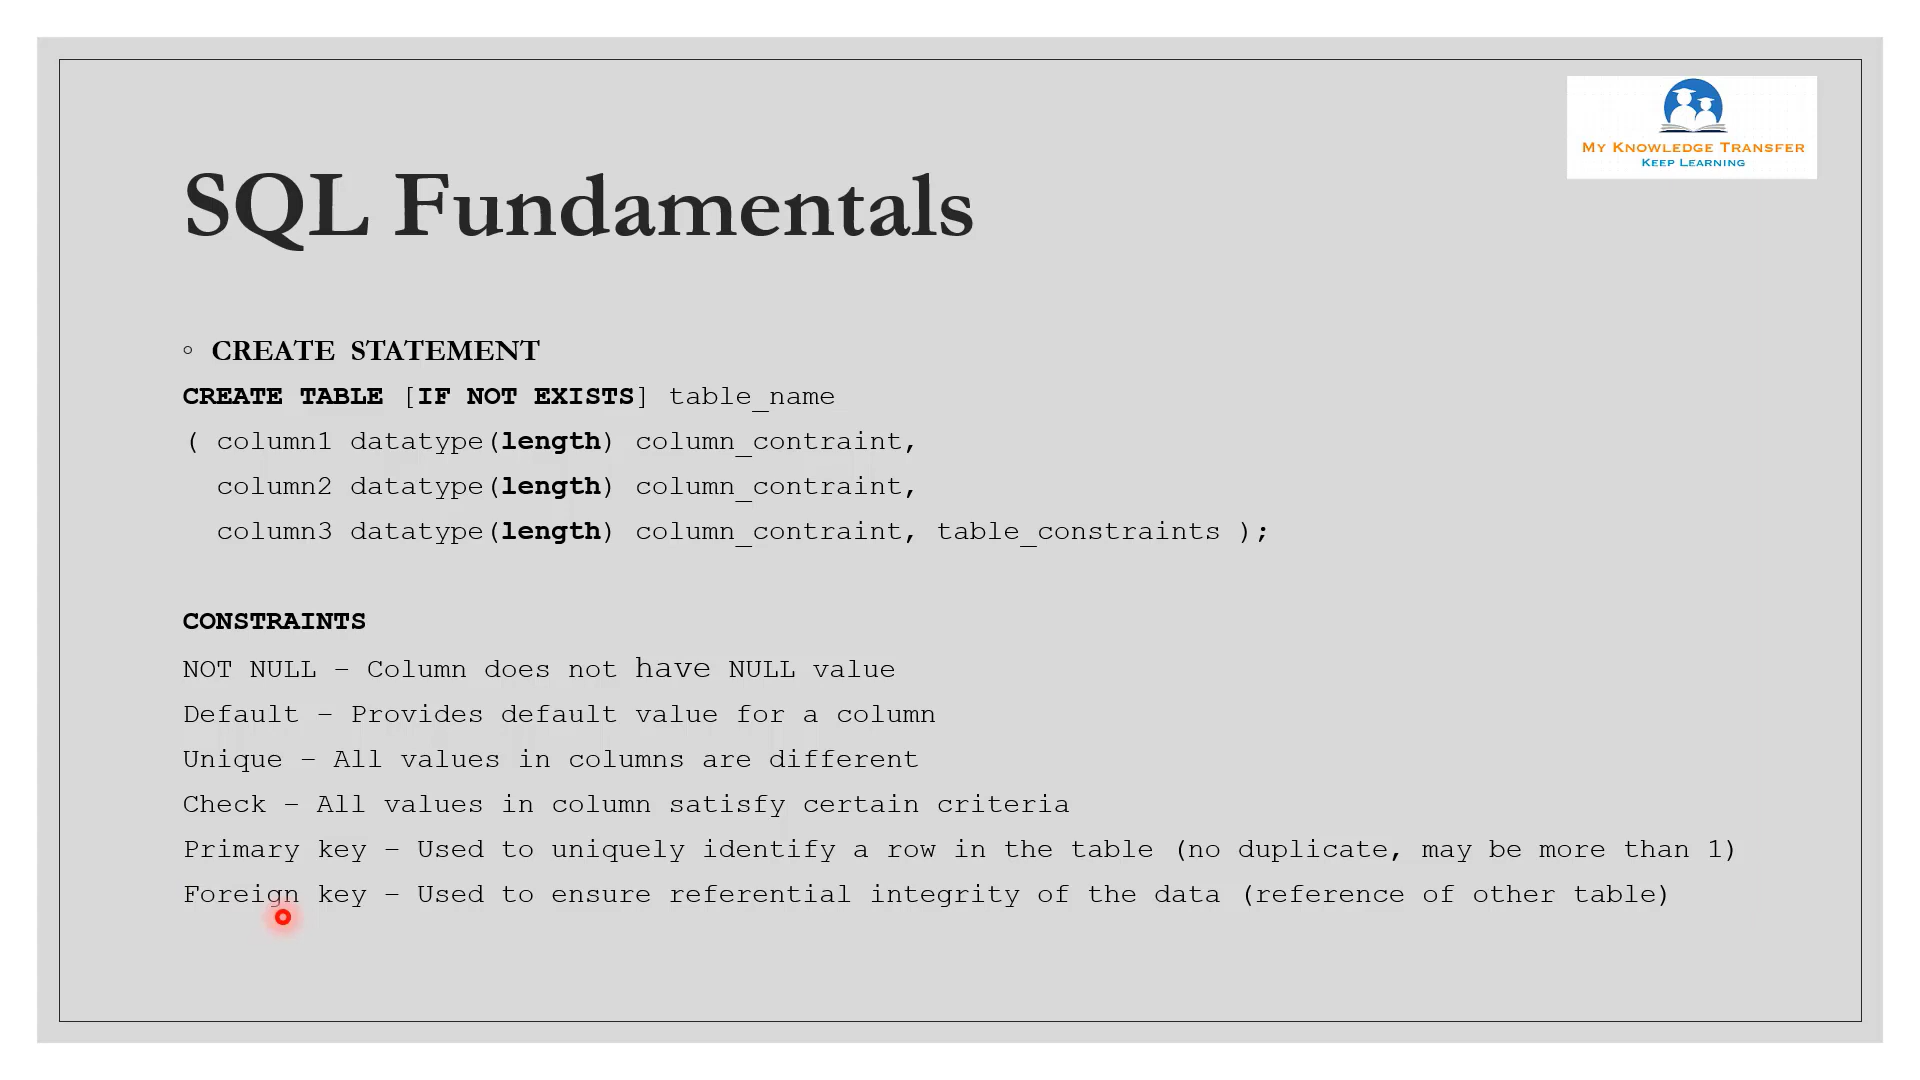 My Knowledge Transfer
Keep Learning
SQL Fundamentals
◦ CREATE STATEMENT
CREATE TABLE [IF NOT EXISTS] table_name
( column1 datatype(length) column_contraint,
column2 datatype(length) column_contraint,
column3 datatype(length) column_contraint, table_constraints );
CONSTRAINTS
NOT NULL – Column does not have NULL value
Default – Provides default value for a column
Unique – All values in columns are different
Check – All values in column satisfy certain criteria
Primary key – Used to uniquely identify a row in the table (no duplicate, may be more than 1)
Foreign key – Used to ensure referential integrity of the data (reference of other table)